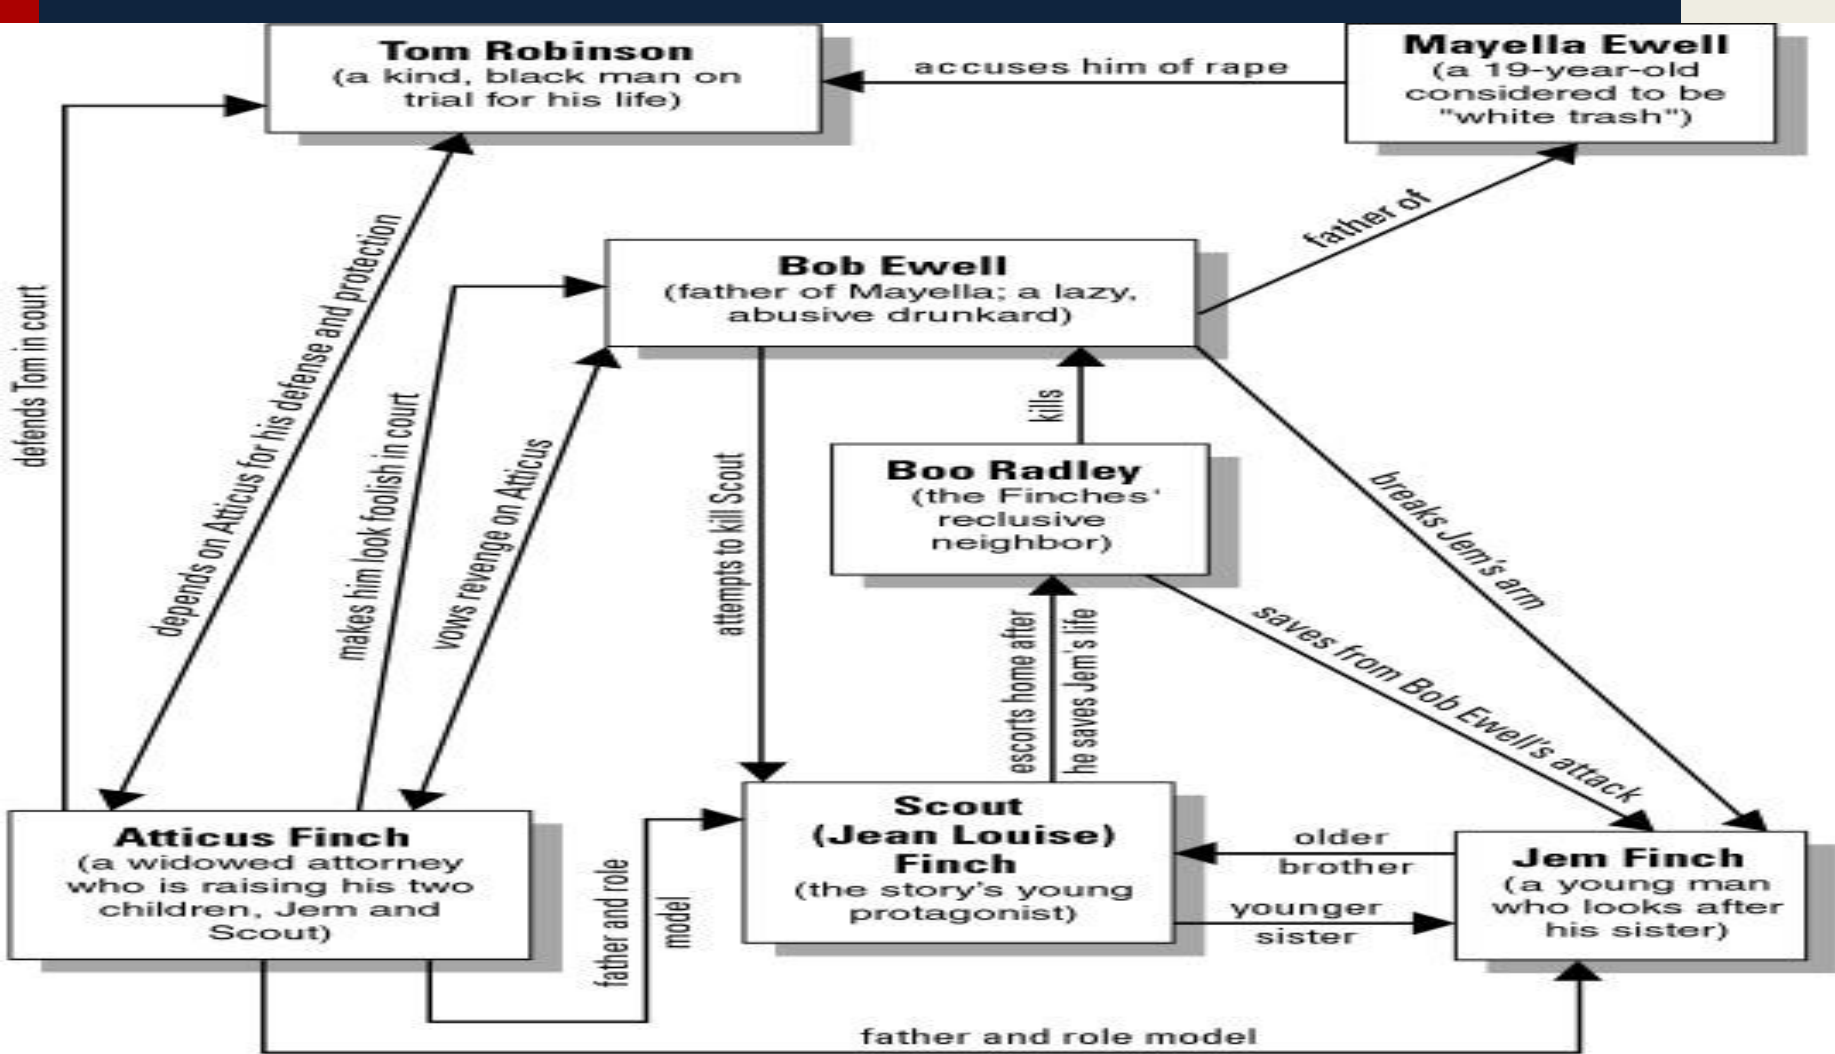 Tom Robinson
(a kind, black man on
trial for his life)
accuses him of rape
Mayella Ewell
(a 19-year-old
considered to be
"white trash")
father of
defends Tom in court
depends on Atticus for his defense and protection
makes him look foolish in court
vows revenge on Atticus
Bob Ewell
(father of Mayella; a lazy,
abusive drunkard)
attempts to kill Scout
kills
Boo Radley
(the Finches'
reclusive
neighbor)
breaks Jem's arm
saves from Bob Ewell's attack
escorts home after
he saves Jem's life
Atticus Finch
(a widowed attorney
who is raising his two
children, Jem and
Scout)
father and role
model
Scout
(Jean Louise)
Finch
(the story's young
protagonist)
older
brother
younger
sister
Jem Finch
(a young man
who looks after
his sister)
father and role model